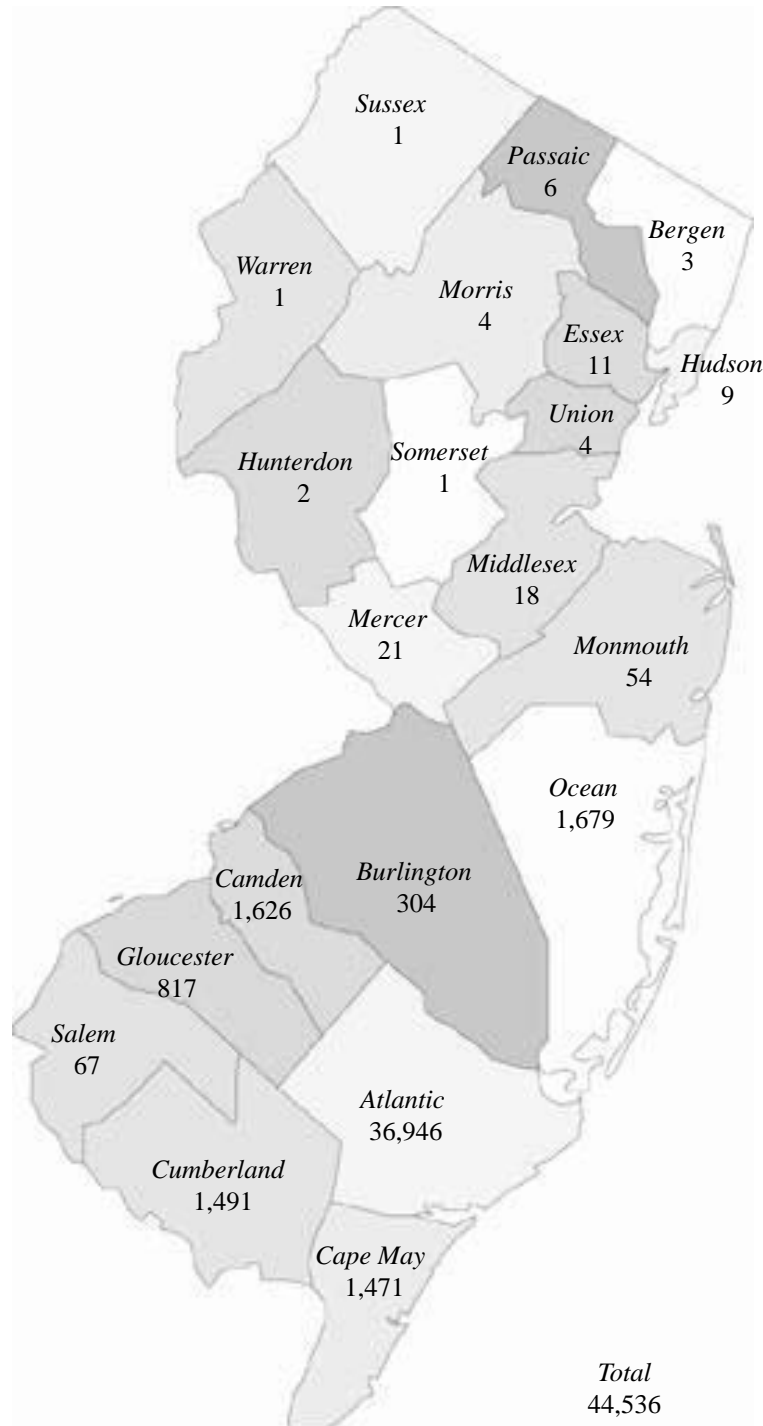 Sussex
1
Passaic
6
Bergen
3
Warren
1
Morris
4
Essex
11
Hudson
9
Union
4
Somerset
1
Hunterdon
2
Middlesex
18
Mercer
21
Monmouth
54
Ocean
1,679
Burlington
304
Camden
1,626
Gloucester
817
Salem
67
Atlantic
36,946
Cumberland
1,491
Cape May
1,471
Total
44,536